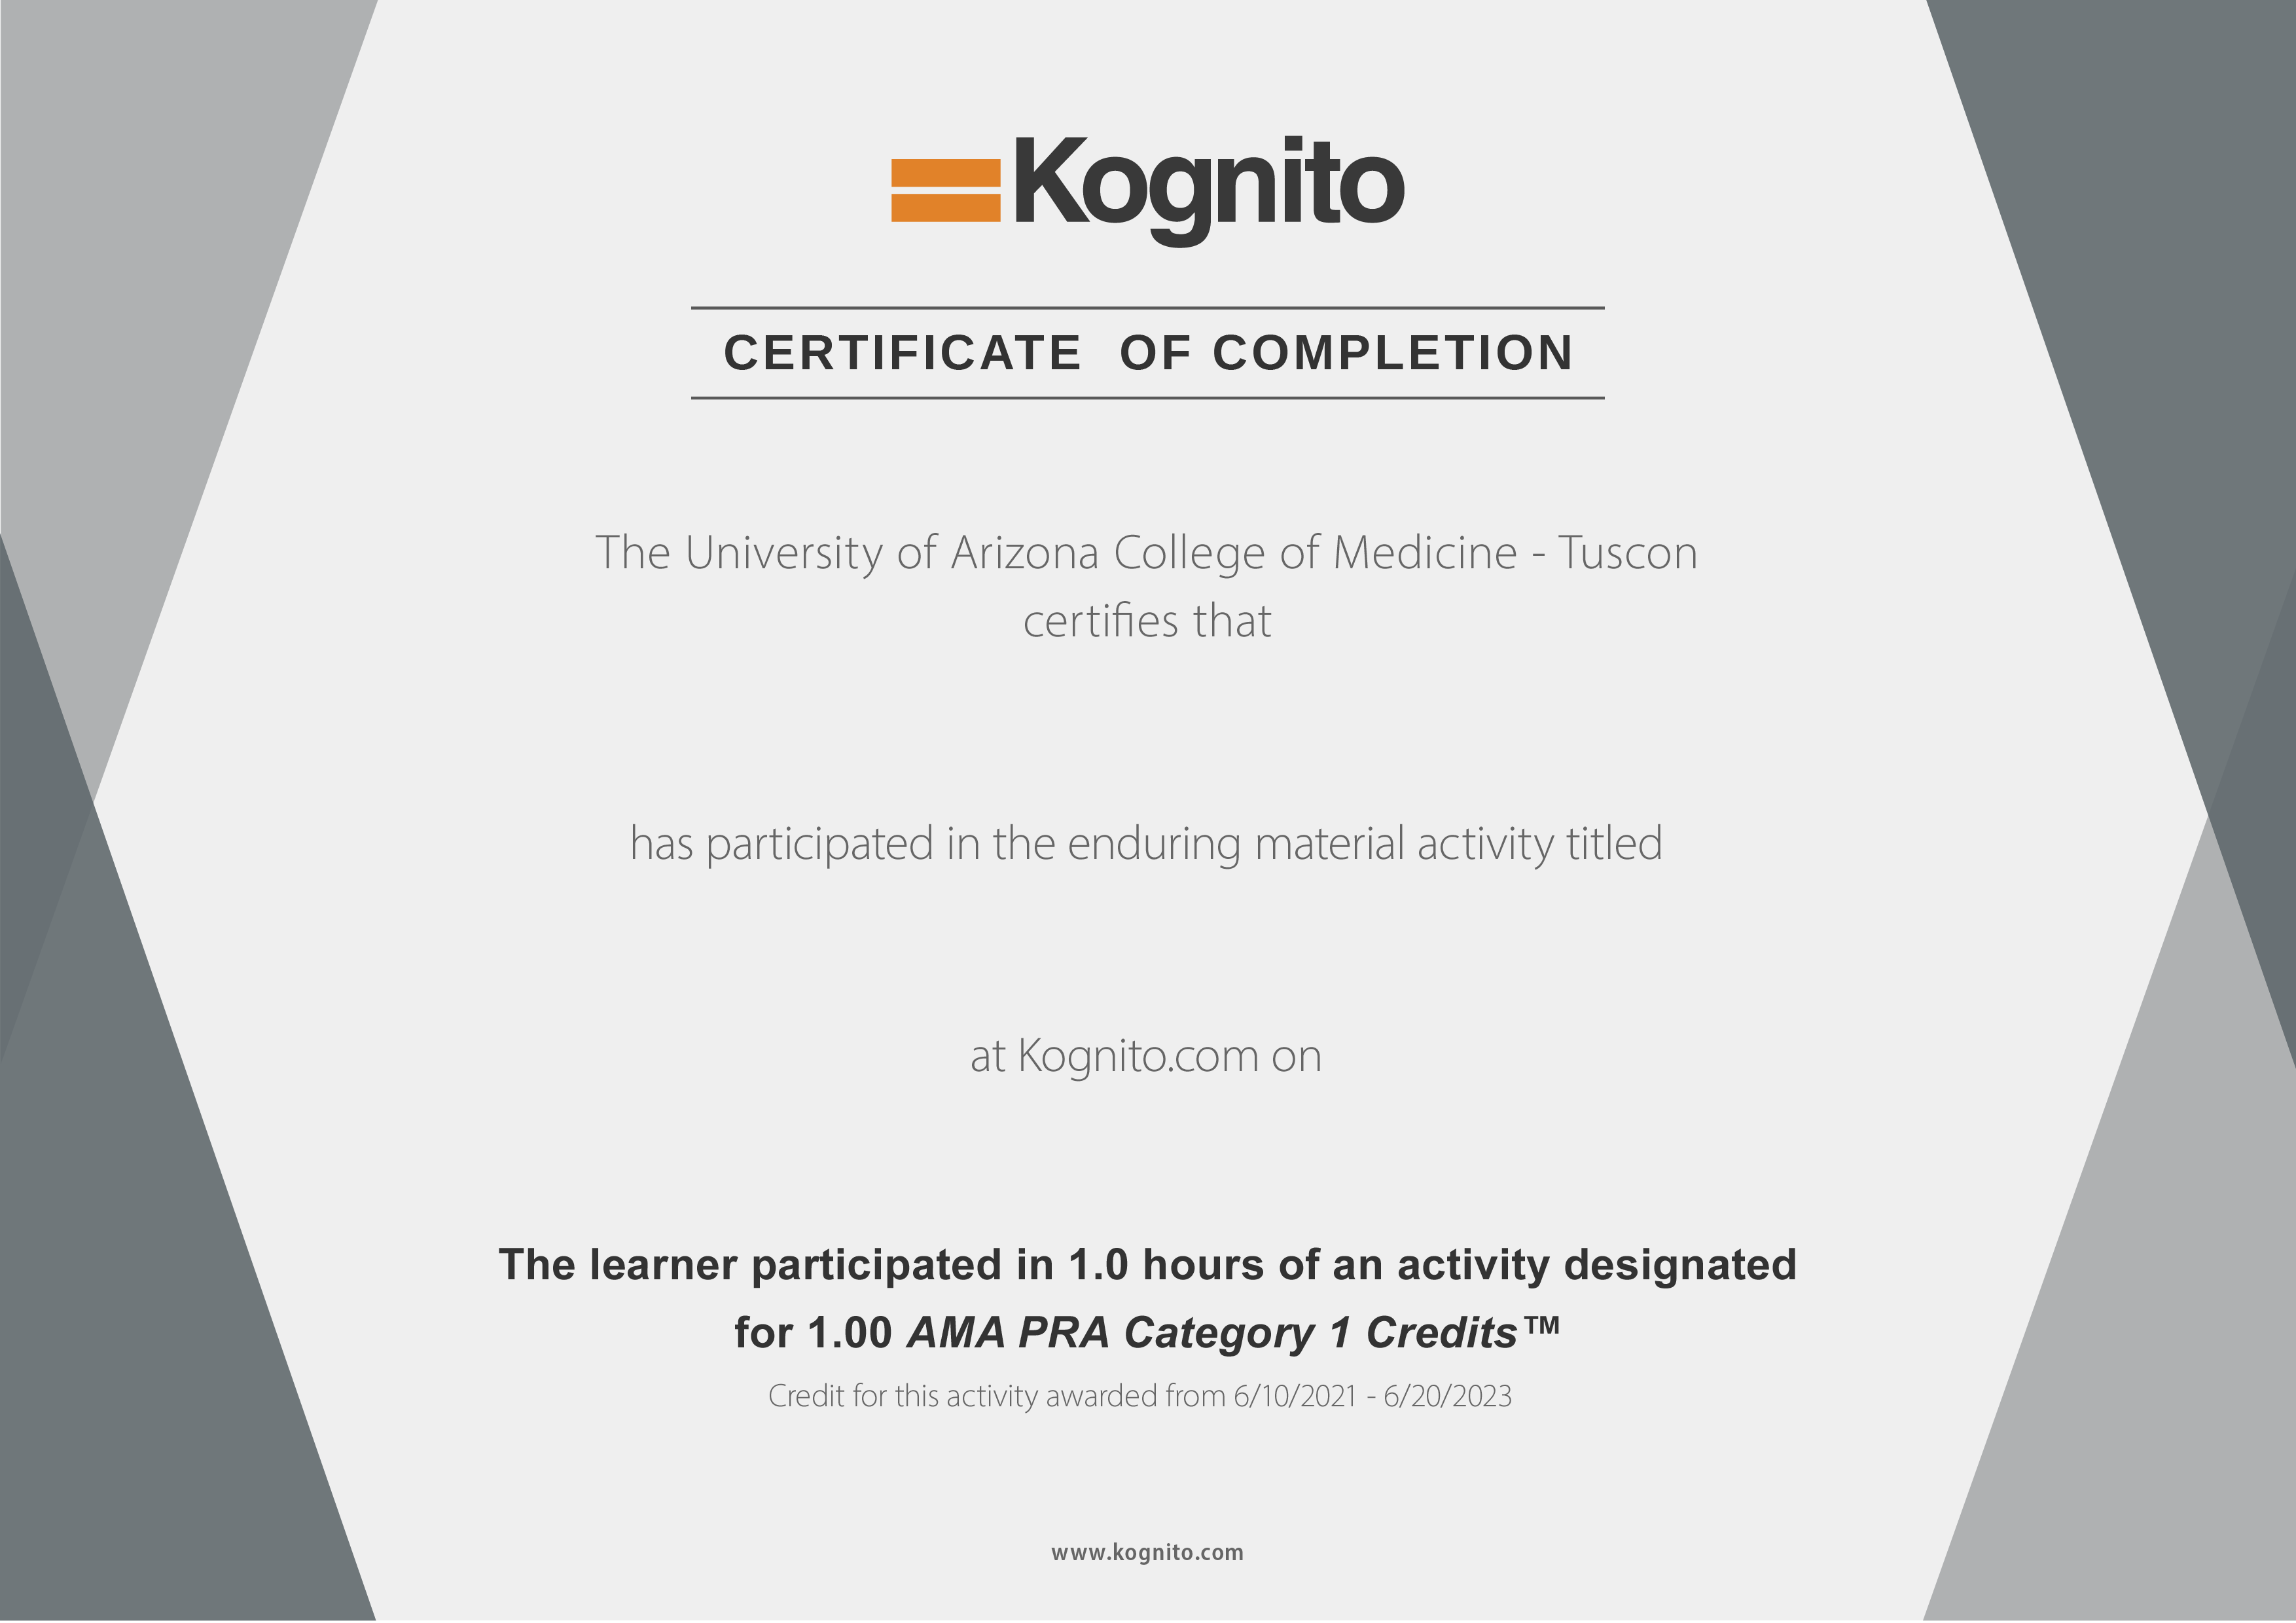 Kognito
CERTIFICATE OF COMPLETION
The University of Arizona College of Medicine - Tuscon
certifies that
has participated in the enduring material activity titled
at Kognito.com on
The learner participated in 1.0 hours of an activity designated
for 1.00 AMA PRA Category 1 Credits™
Credit for this activity awarded from 6/10/2021 - 6/20/2023
www.kognito.com